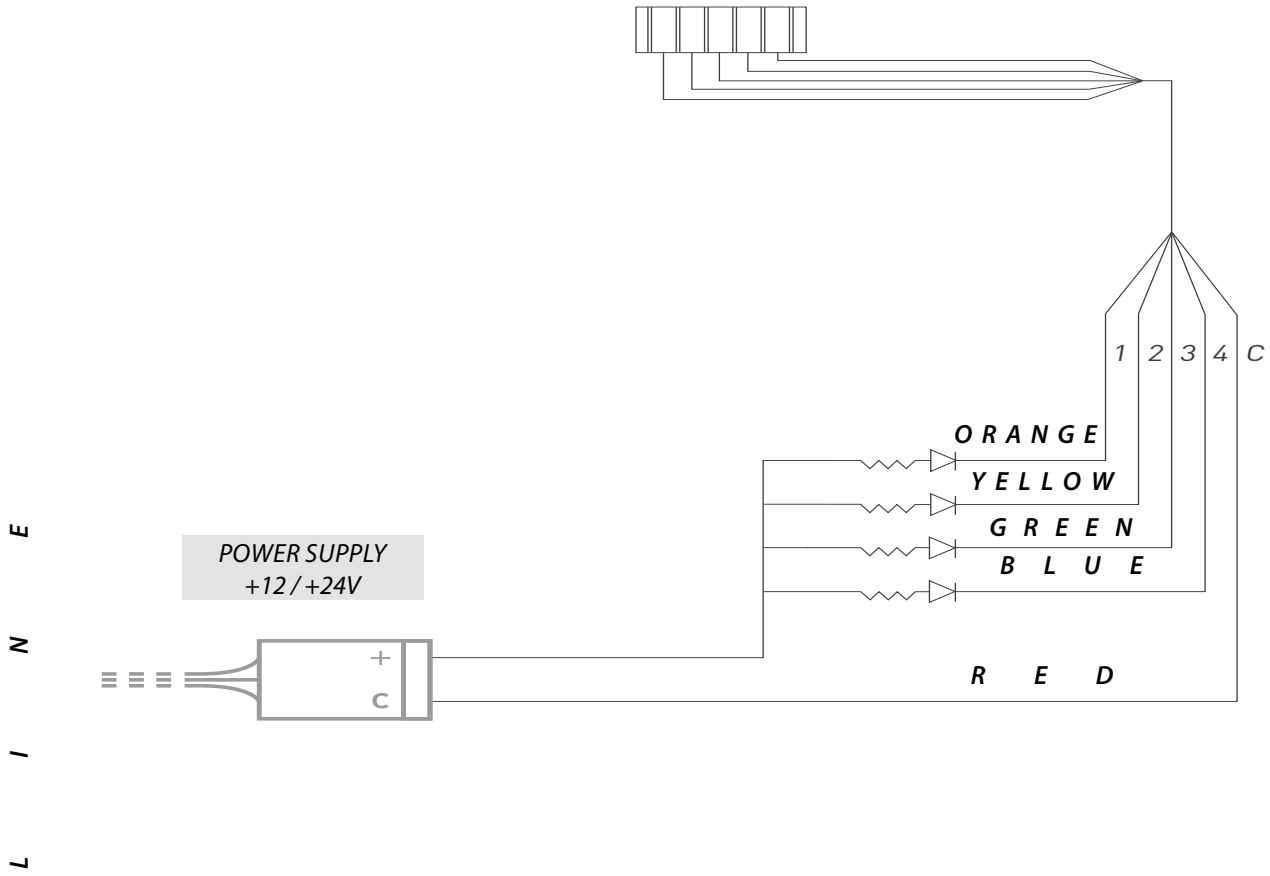 1 2 3 4 C
O R A N G E
Y E L L O W
G R E E N
B L U E
POWER SUPPLY
+12 / +24V
+
C
R E D
L I N E